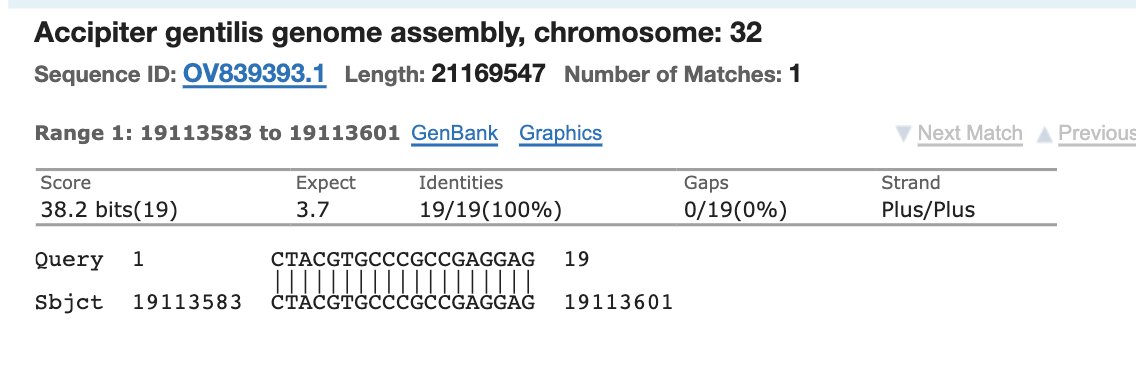 Accipiter gentilis genome assembly, chromosome: 32
Sequence ID: OV839393.1 Length: 21169547 Number of Matches: 1
Range 1: 19113583 to 19113601 GenBank Graphics ▼ Next Match ▲ Previous
Score Expect Identities Gaps Strand
38.2 bits(19) 3.7 19/19(100%) 0/19(0%) Plus/Plus
Query 1 CTACGTGCCCGCCGAGGAG 19
|||||||||||||||||||
Sbjct 19113583 CTACGTGCCCGCCGAGGAG 19113601